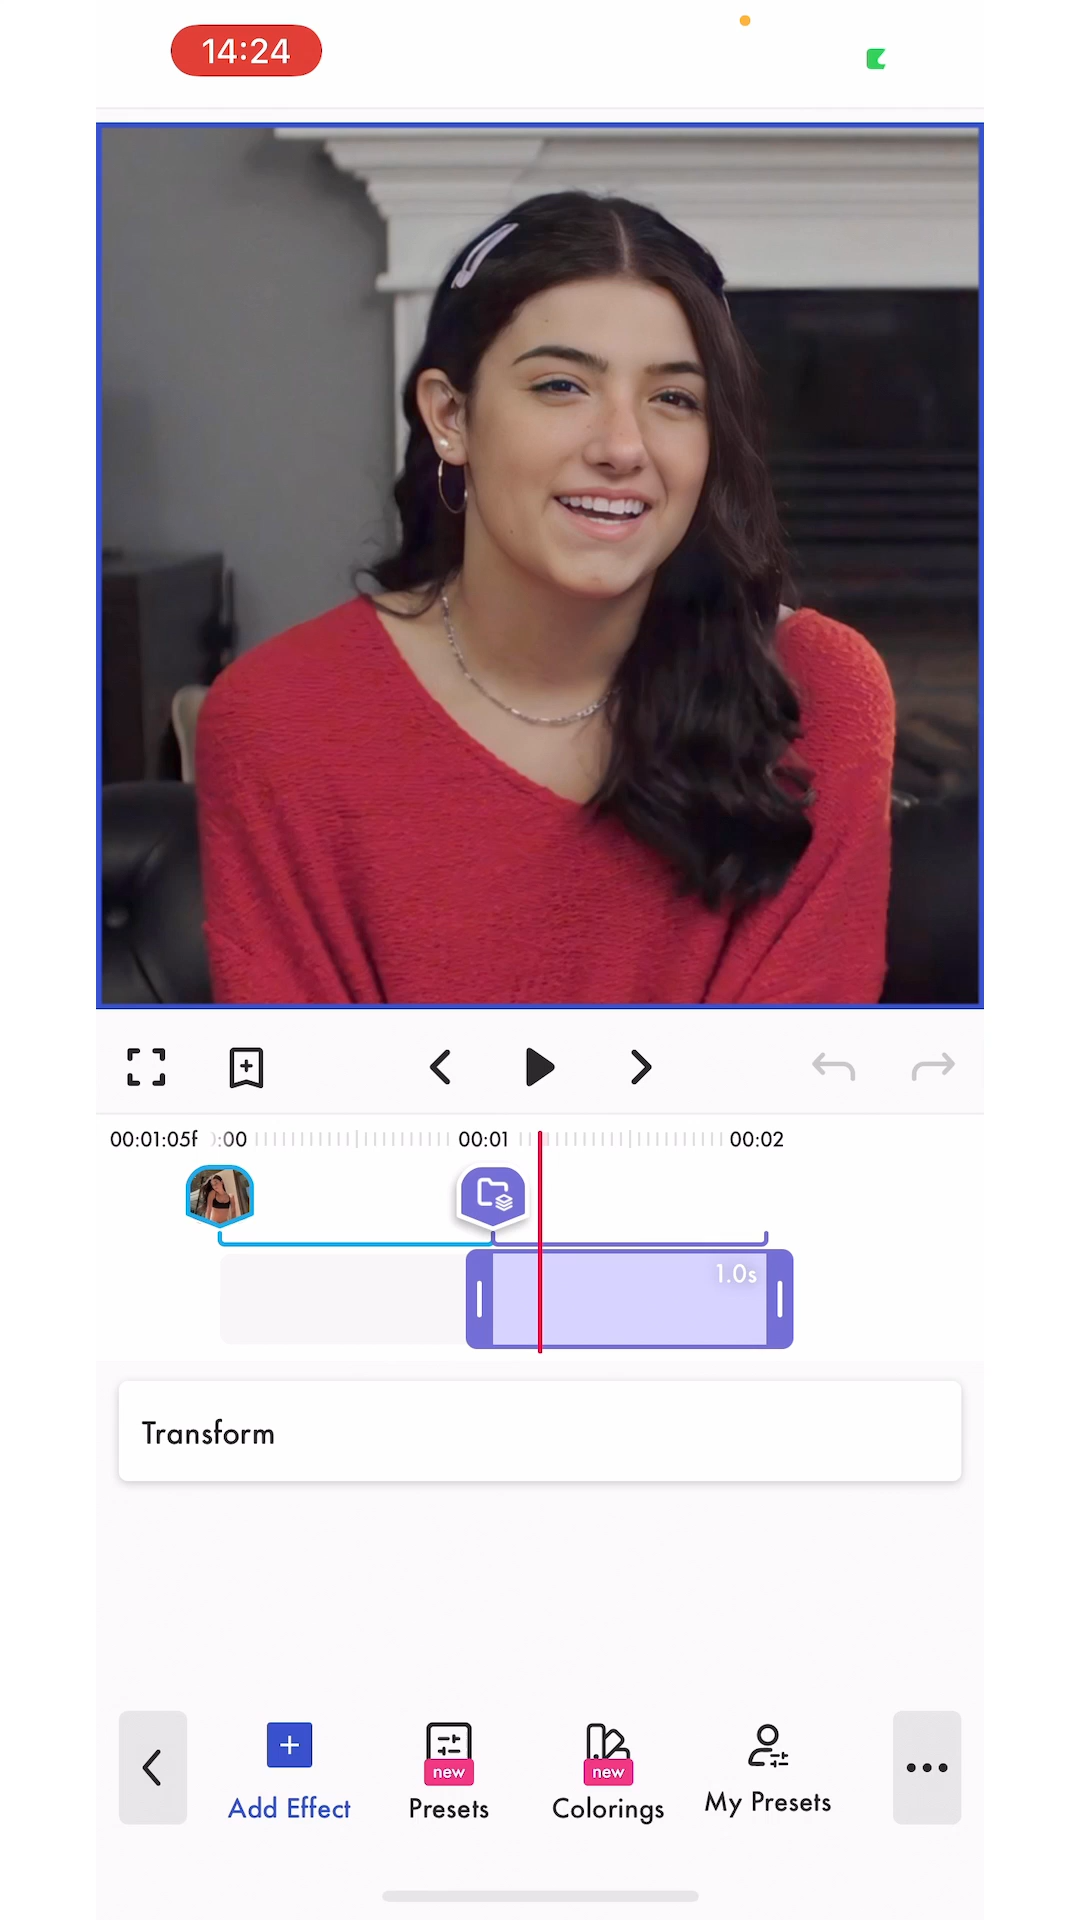 14:24
00:01:05f :00 00:01 00:02
1.0s
Transform
new new
Add Effect Presets Colorings My Presets